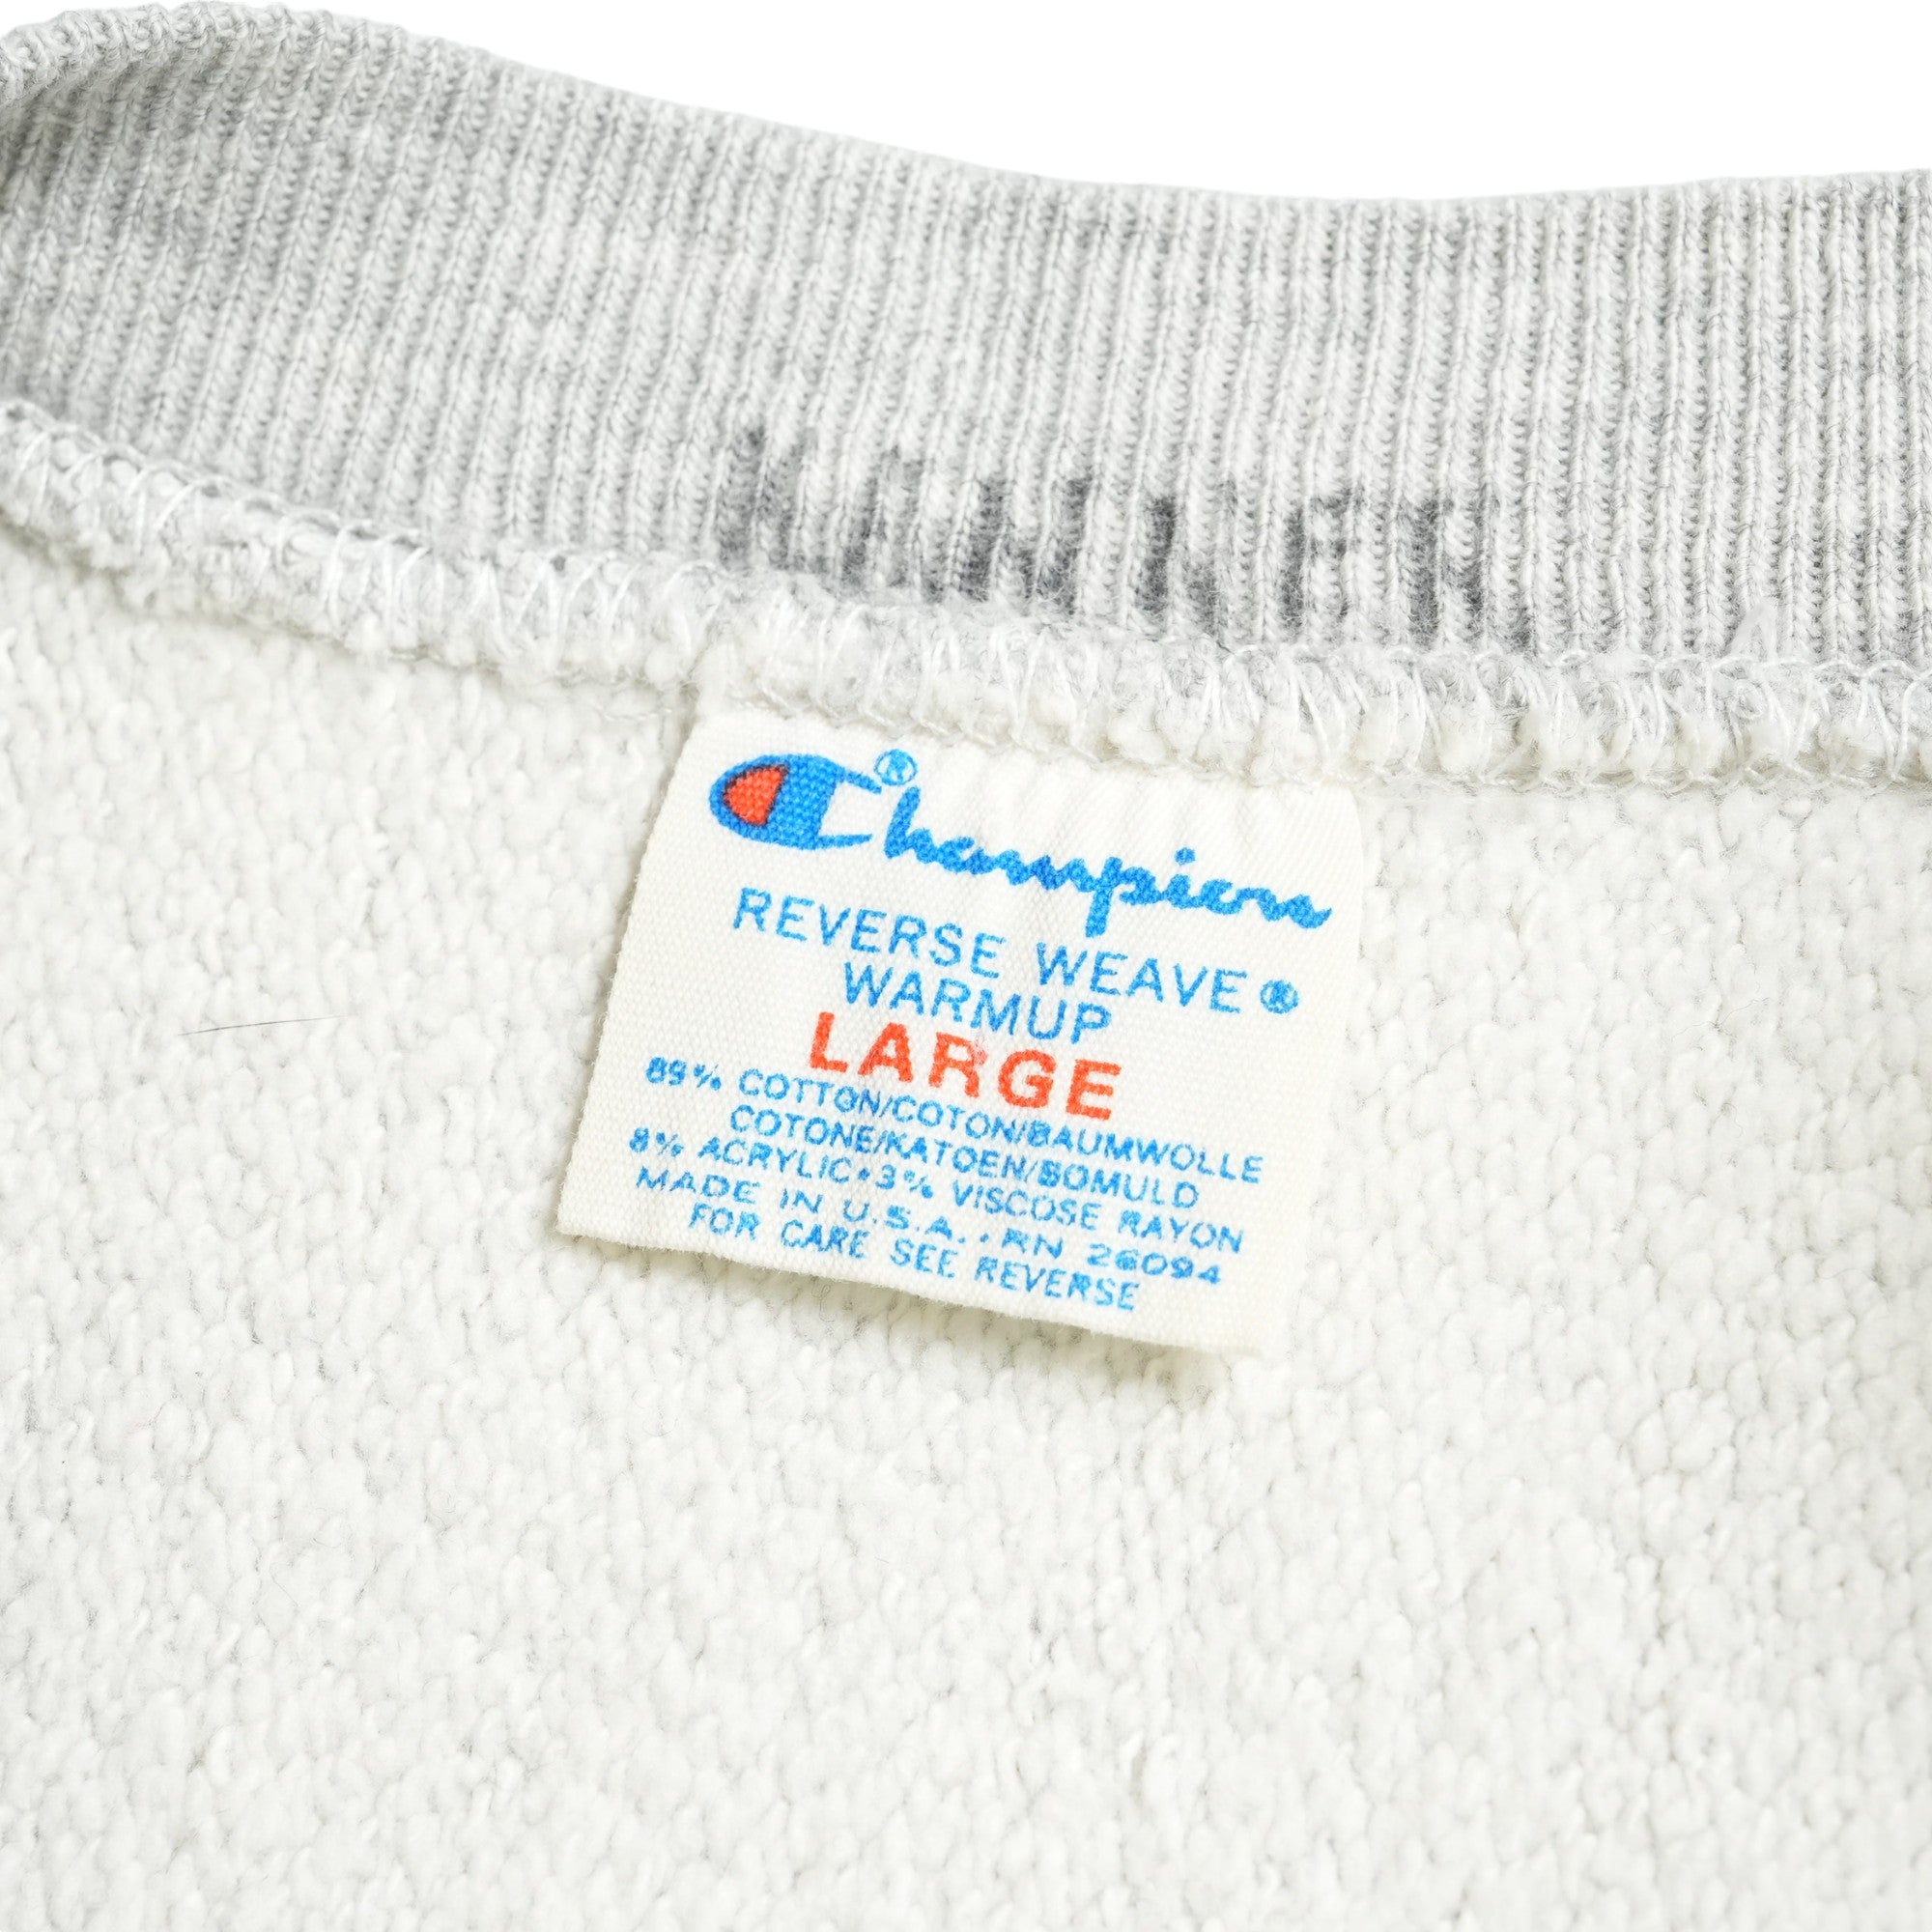 Champion®
REVERSE WEAVE®
WARMUP
LARGE
89% COTTON/COTON/BAUMWOLLE
COTONE/KATOEN/BOMULD
8% ACRYLIC•3% VISCOSE RAYON
MADE IN U.S.A.•RN 26094
FOR CARE SEE REVERSE